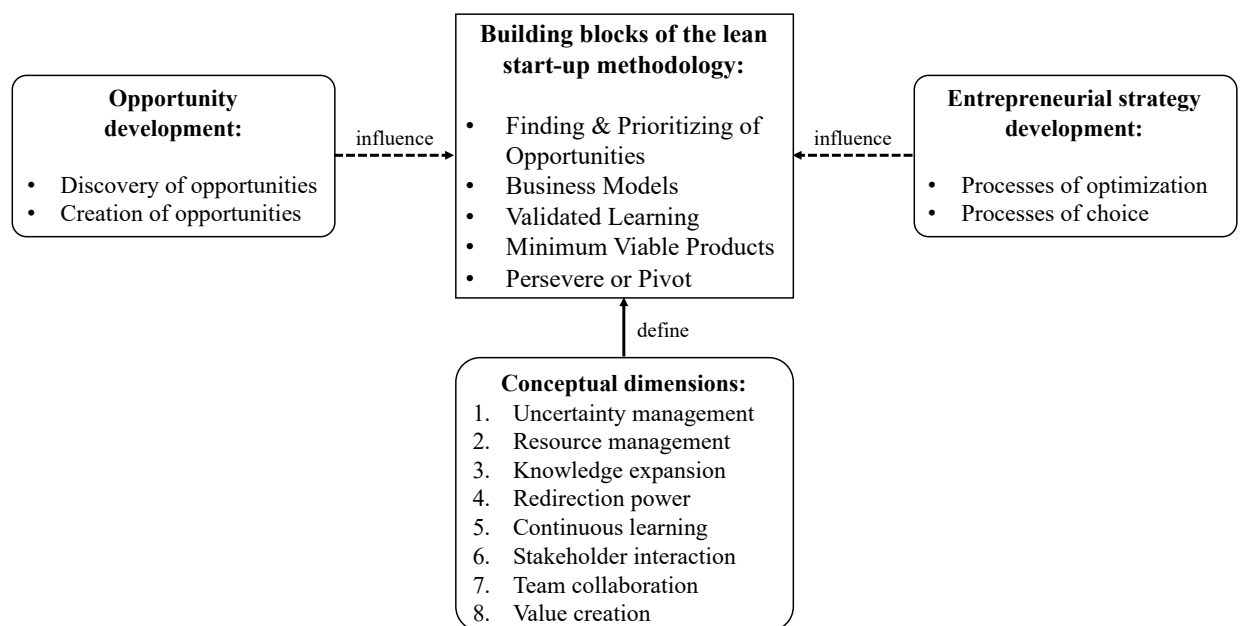 Building blocks of the lean
start-up methodology:
• Finding & Prioritizing of
Opportunities
• Business Models
• Validated Learning
• Minimum Viable Products
• Persevere or Pivot
Opportunity
development:
• Discovery of opportunities
• Creation of opportunities
influence
influence
Entrepreneurial strategy
development:
• Processes of optimization
• Processes of choice
define
Conceptual dimensions:
1. Uncertainty management
2. Resource management
3. Knowledge expansion
4. Redirection power
5. Continuous learning
6. Stakeholder interaction
7. Team collaboration
8. Value creation